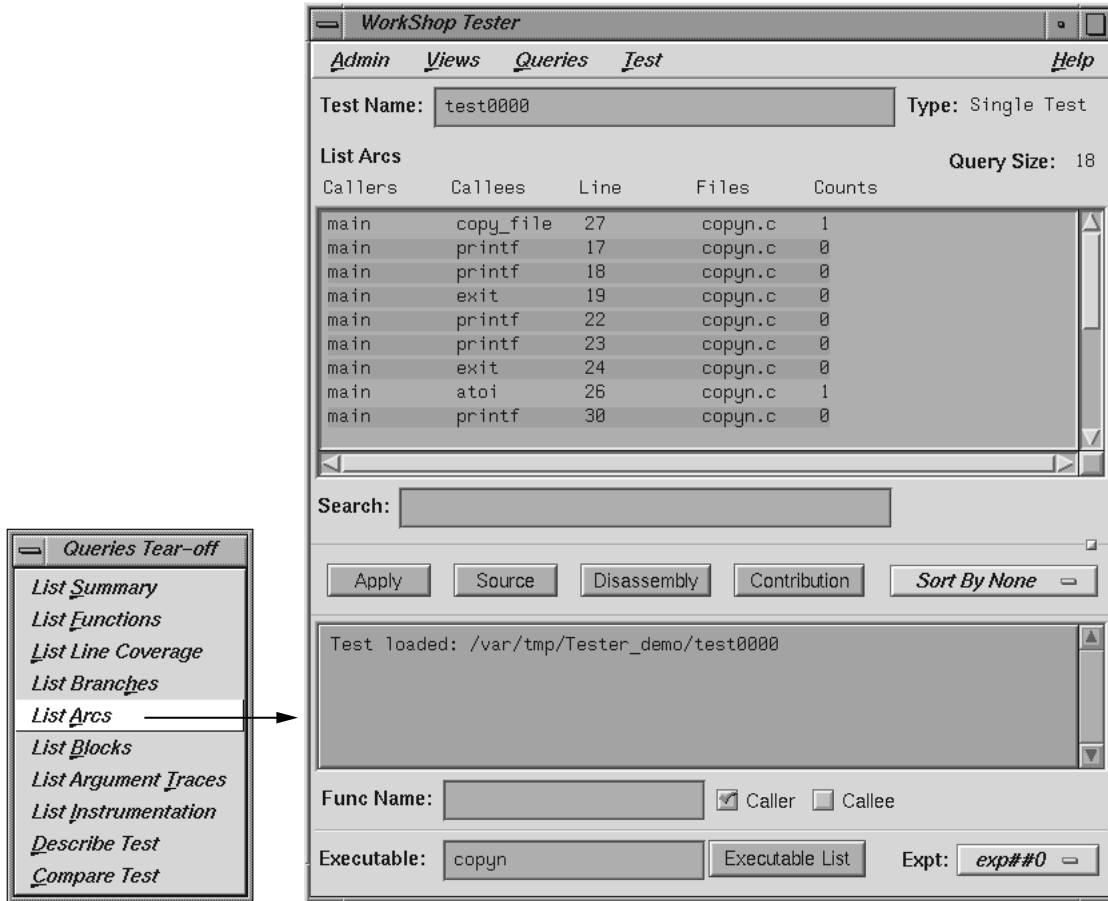 WorkShop Tester
Admin Views Queries Test Help
Test Name: test0000 Type: Single Test
List Arcs Query Size: 18
Callers Callees Line Files Counts
main copy_file 27 copyn.c 1
main printf 17 copyn.c 0
main printf 18 copyn.c 0
main exit 19 copyn.c 0
main printf 22 copyn.c 0
main printf 23 copyn.c 0
main exit 24 copyn.c 0
main atoi 26 copyn.c 1
main printf 30 copyn.c 0
Search:
Apply Source Disassembly Contribution Sort By None
Test loaded: /var/tmp/Tester_demo/test0000
Func Name: Caller Callee
Executable: copyn Executable List Expt: exp##0
Queries Tear-off
List Summary
List Functions
List Line Coverage
List Branches
List Arcs
List Blocks
List Argument Traces
List Instrumentation
Describe Test
Compare Test